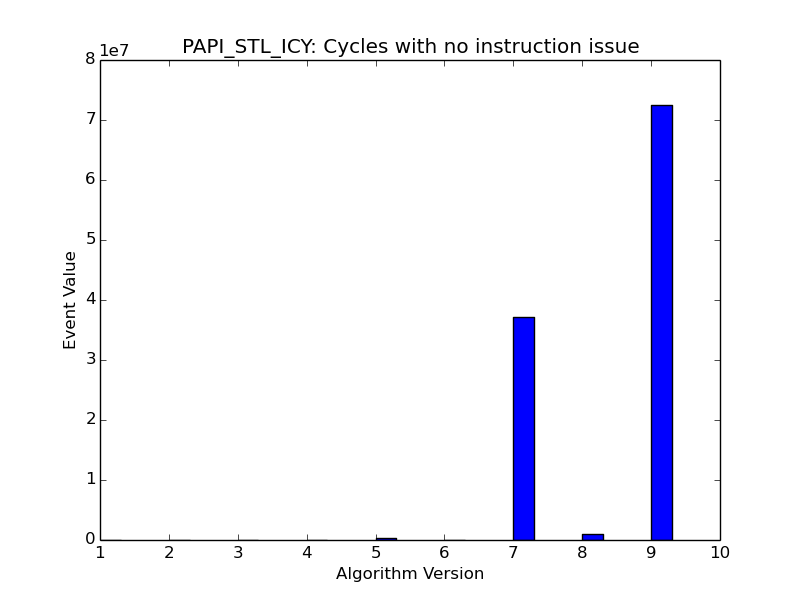 PAPI_STL_ICY: Cycles with no instruction issue
1e7
8
7
6
5
4
3
2
1
0
Event Value
1 2 3 4 5 6 7 8 9 10
Algorithm Version